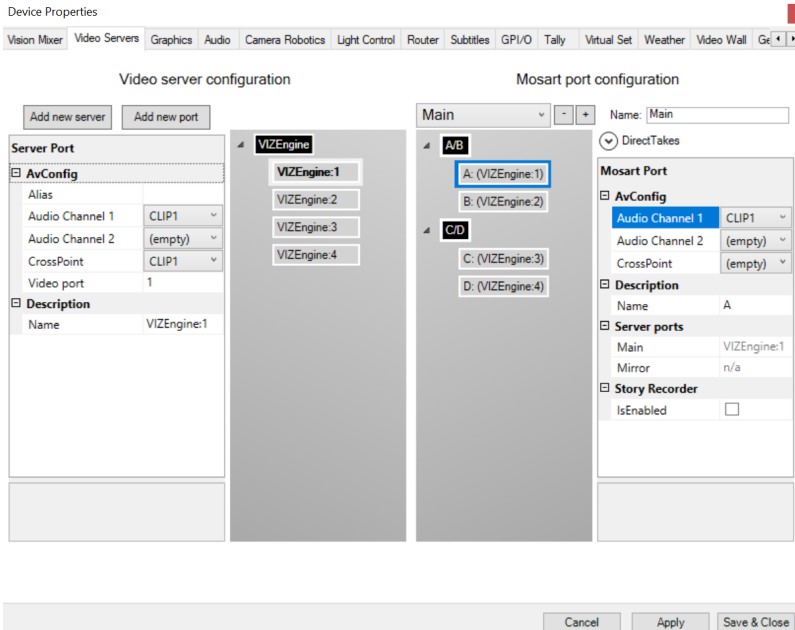 Device Properties
Vision Mixer Video Servers Graphics Audio Camera Robotics Light Control Router Subtitles GPI/O Tally Virtual Set Weather Video Wall
Video server configuration
Mosart port configuration
Add new server Add new port
Main - + Name: Main
DirectTakes
Server Port
AvConfig
Alias
Audio Channel 1 CLIP1
Audio Channel 2 (empty)
CrossPoint CLIP1
Video port 1
Description
Name VIZEngine:1
VIZEngine
VIZEngine:1
VIZEngine:2
VIZEngine:3
VIZEngine:4
A/B
A: (VIZEngine:1)
B: (VIZEngine:2)
C/D
C: (VIZEngine:3)
D: (VIZEngine:4)
Mosart Port
AvConfig
Audio Channel 1 CLIP1
Audio Channel 2 (empty)
CrossPoint (empty)
Description
Name A
Server ports
Main VIZEngine:1
Mirror n/a
Story Recorder
IsEnabled
Cancel Apply Save & Close